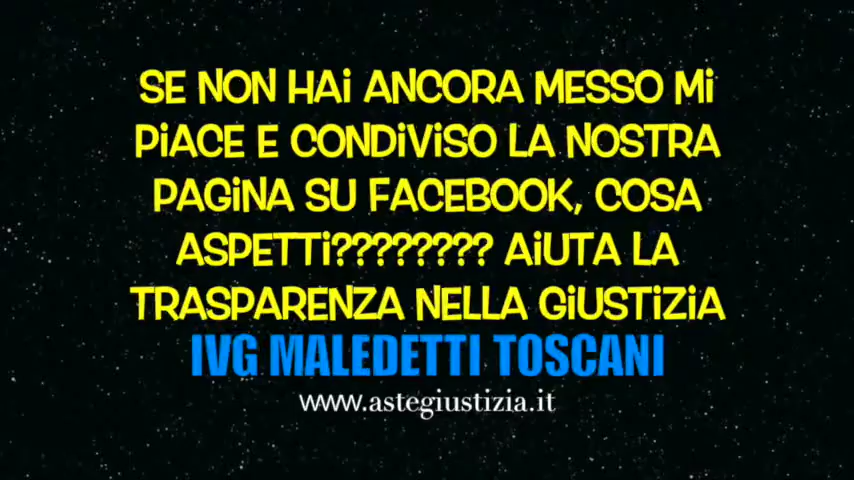 SE NON HAi ANCORA MESSO Mi
PiACE E CONDiViSO LA NOSTRA
PAGiNA SU FACEBOOK, COSA
ASPETTi???????? AiUTA LA
TRASPARENZA NELLA GiUSTiZiA
IVG MALEDETTI TOSCANI
www.astegiustizia.it